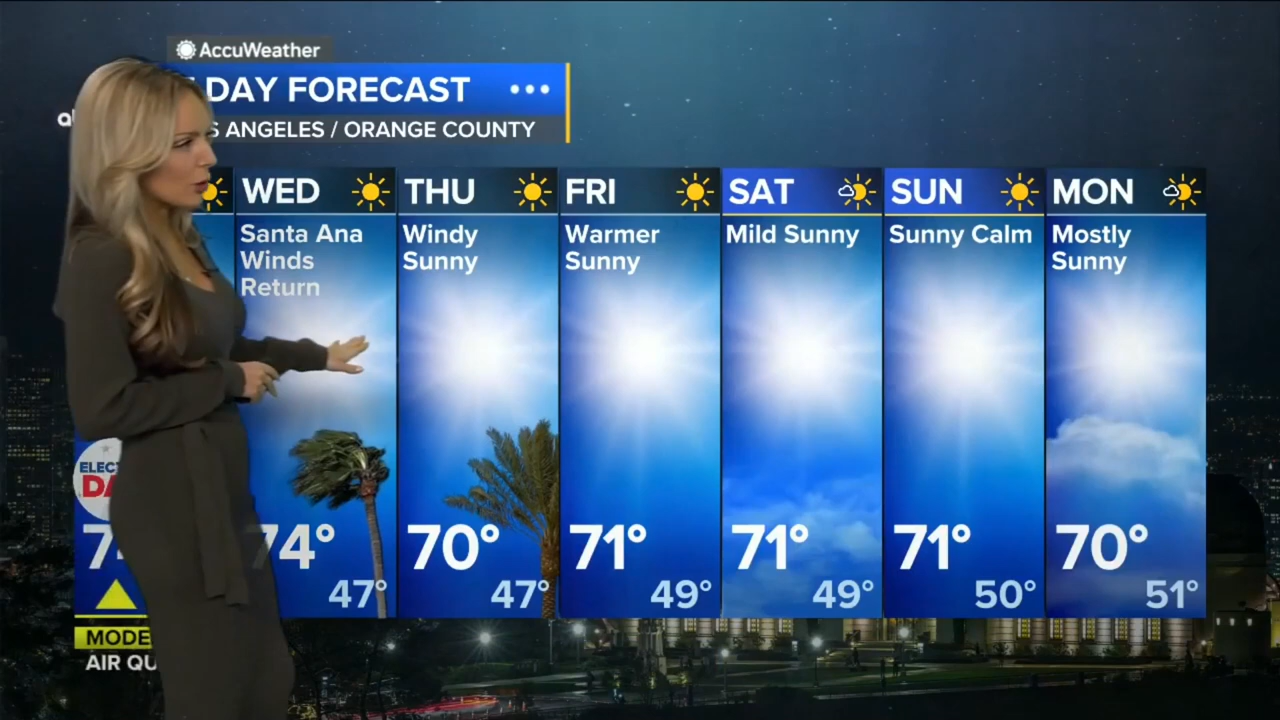 AccuWeather
DAY FORECAST
S ANGELES / ORANGE COUNTY
WED
THU
FRI
SAT
SUN
MON
Santa Ana
Winds
Return
Windy
Sunny
Warmer
Sunny
Mild Sunny
Sunny Calm
Mostly
Sunny
ELECT
DA
74°
70°
71°
71°
71°
70°
47°
47°
49°
49°
50°
51°
MODE
AIR QU